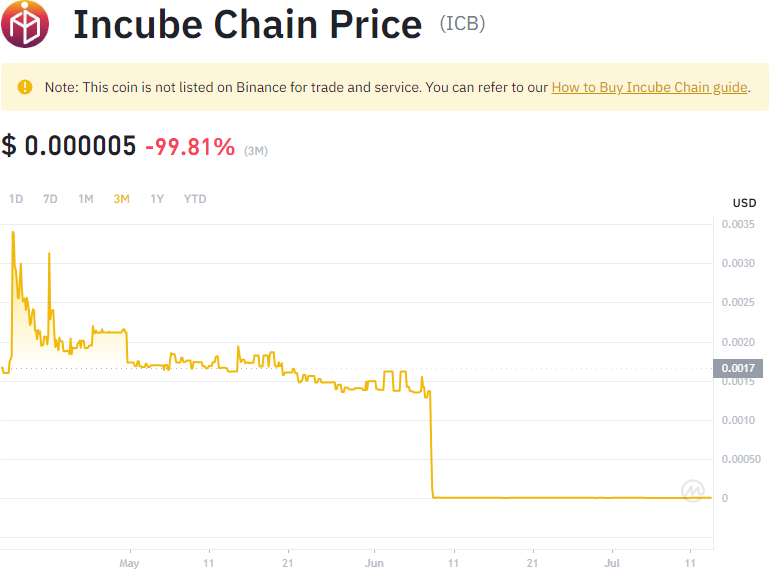 Incube Chain Price (ICB)
Note: This coin is not listed on Binance for trade and service. You can refer to our How to Buy Incube Chain guide.
$ 0.000005 -99.81% (3M)
1D 7D 1M 3M 1Y YTD
USD
0.0035
0.0030
0.0025
0.0020
0.0017
0.0015
0.0010
0.00050
0
May 11 21 Jun 11 21 Jul 11